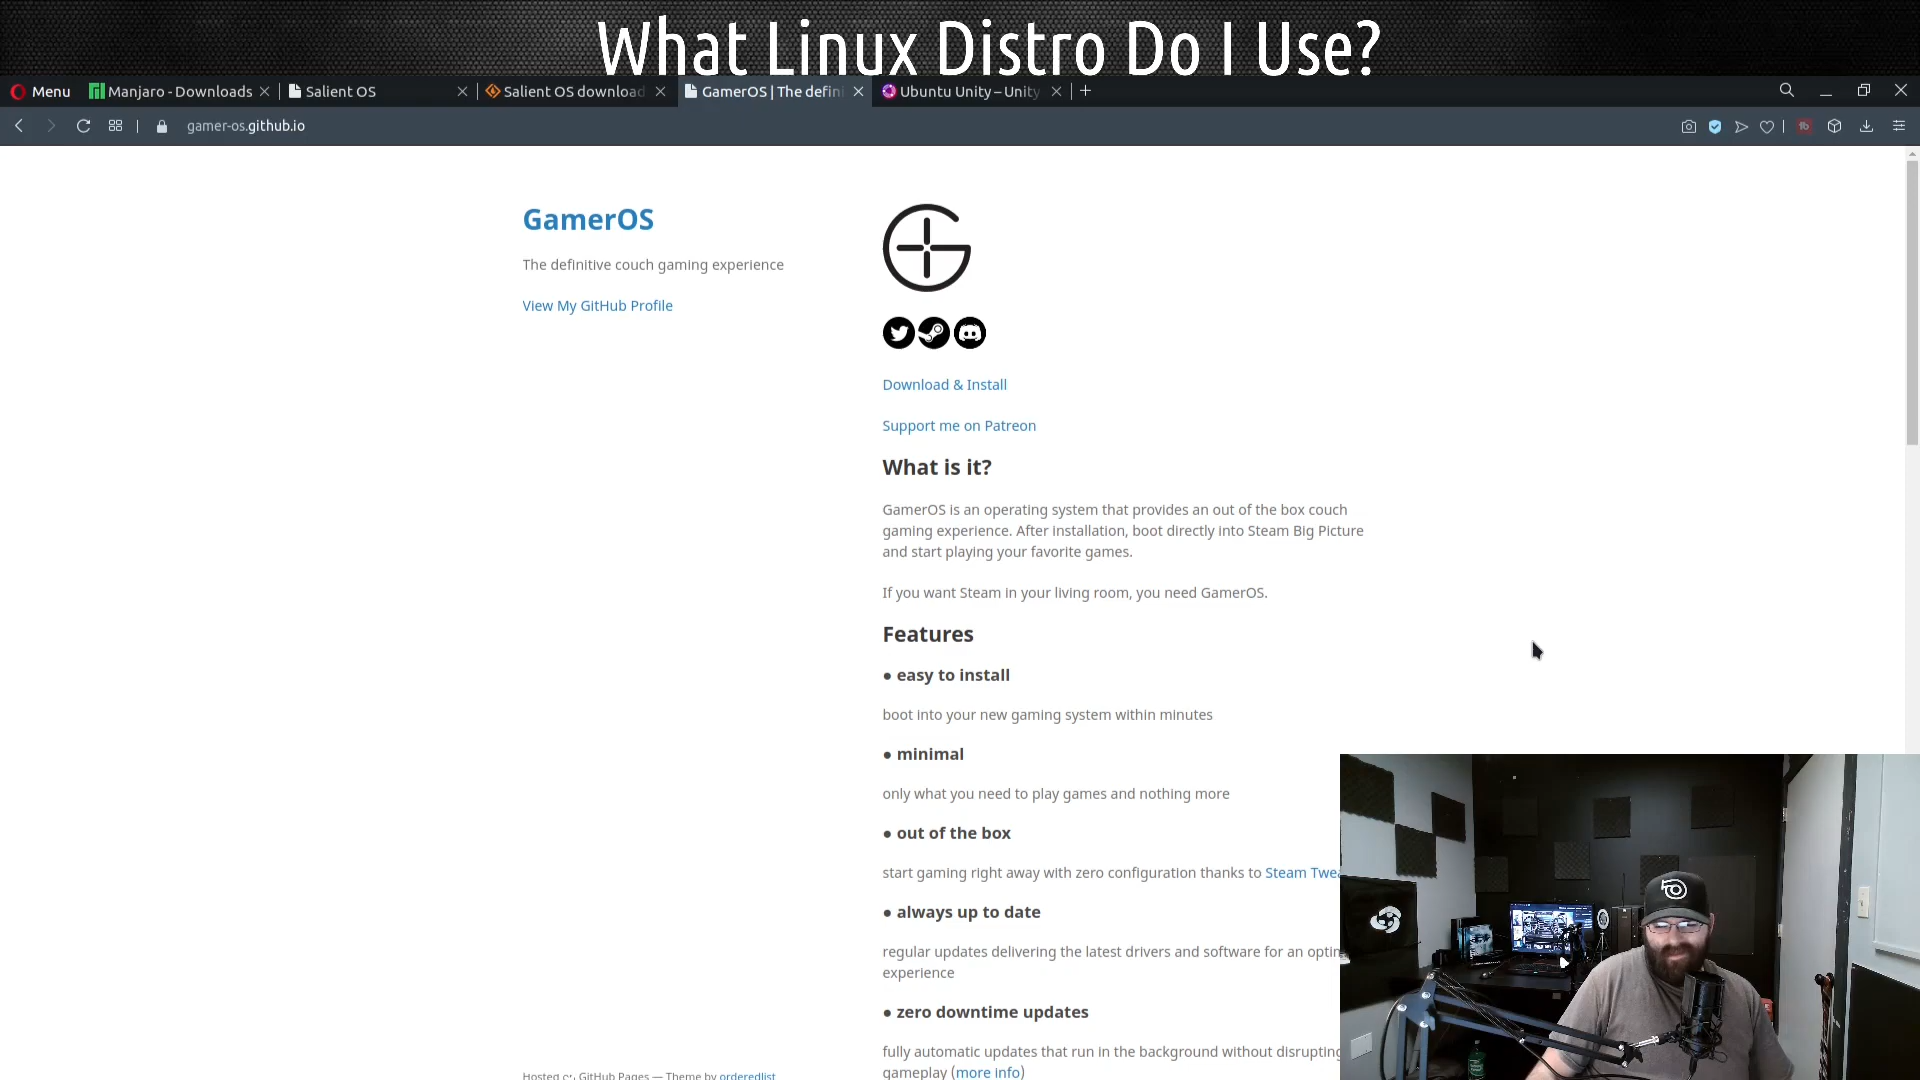 What Linux Distro Do I Use?
Menu
Manjaro - Downloads
Salient OS
Salient OS download
GamerOS | The defini
Ubuntu Unity – Unity
gamer-os.github.io
GamerOS
The definitive couch gaming experience
View My GitHub Profile
Download & Install
Support me on Patreon
What is it?
GamerOS is an operating system that provides an out of the box couch
gaming experience. After installation, boot directly into Steam Big Picture
and start playing your favorite games.
If you want Steam in your living room, you need GamerOS.
Features
• easy to install
boot into your new gaming system within minutes
• minimal
only what you need to play games and nothing more
• out of the box
start gaming right away with zero configuration thanks to Steam Twea
• always up to date
regular updates delivering the latest drivers and software for an optim
experience
• zero downtime updates
fully automatic updates that run in the background without disrupting
gameplay (more info)
Hosted on GitHub Pages — Theme by orderedlist